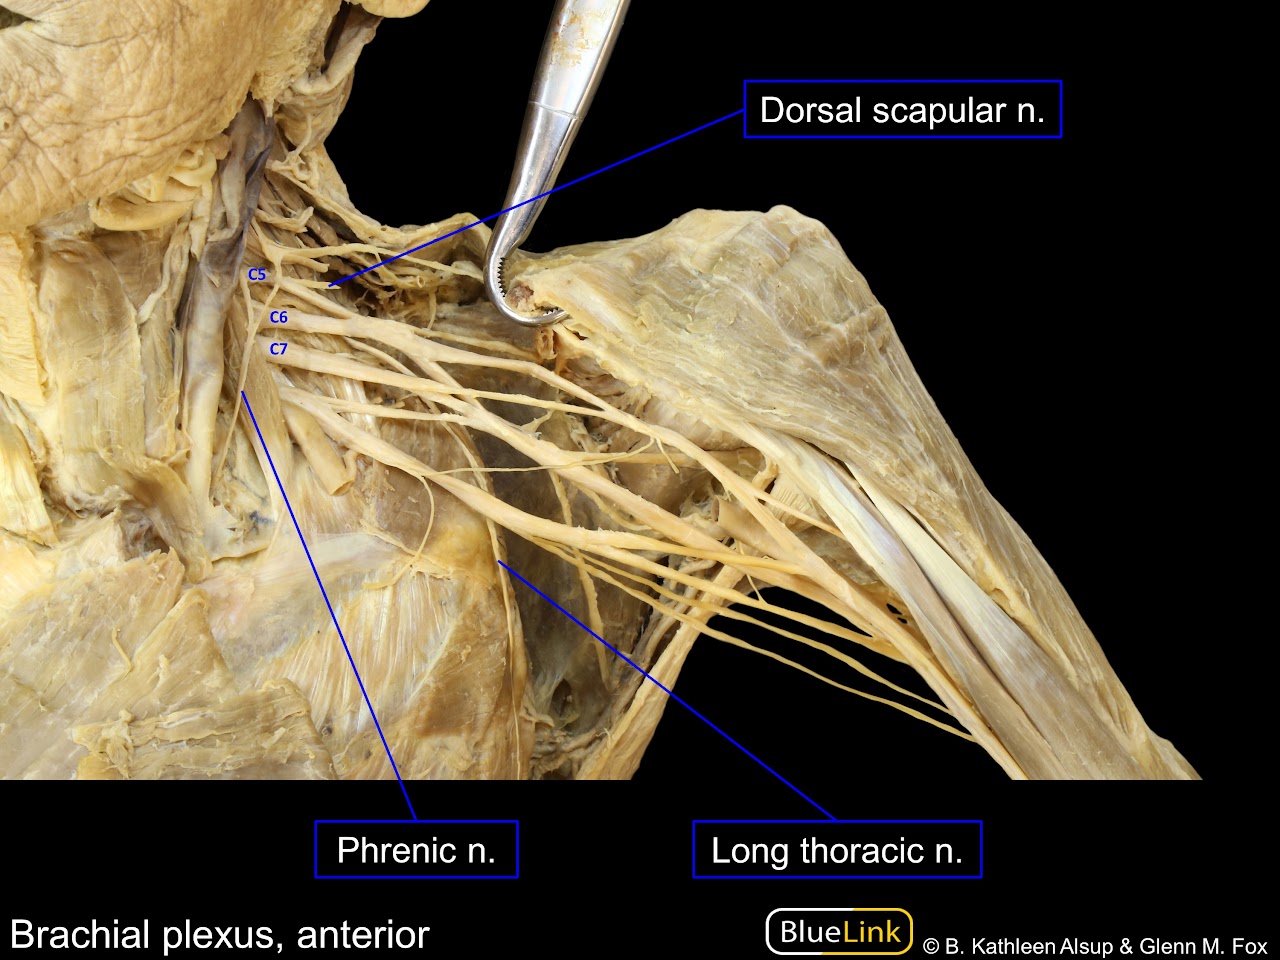 Dorsal scapular n.
C5
C6
C7
Phrenic n.
Long thoracic n.
Brachial plexus, anterior
BlueLink
© B. Kathleen Alsup & Glenn M. Fox